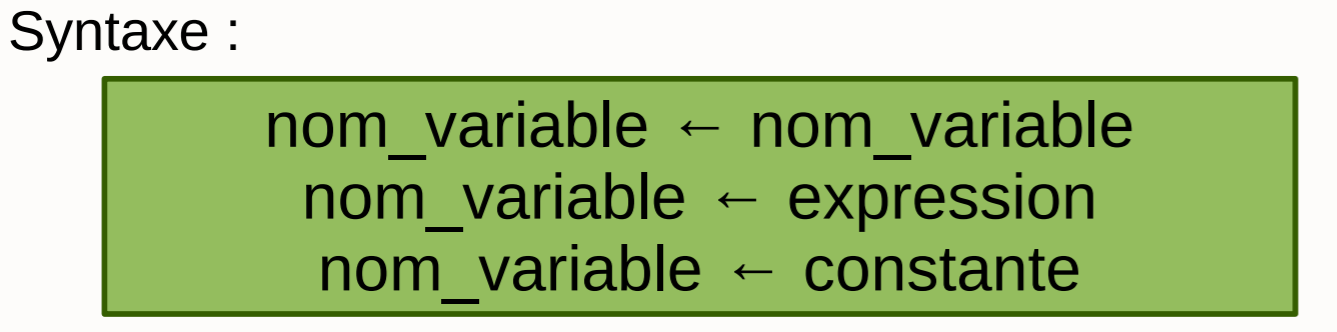 Syntaxe :
nom_variable ← nom_variable
nom_variable ← expression
nom_variable ← constante